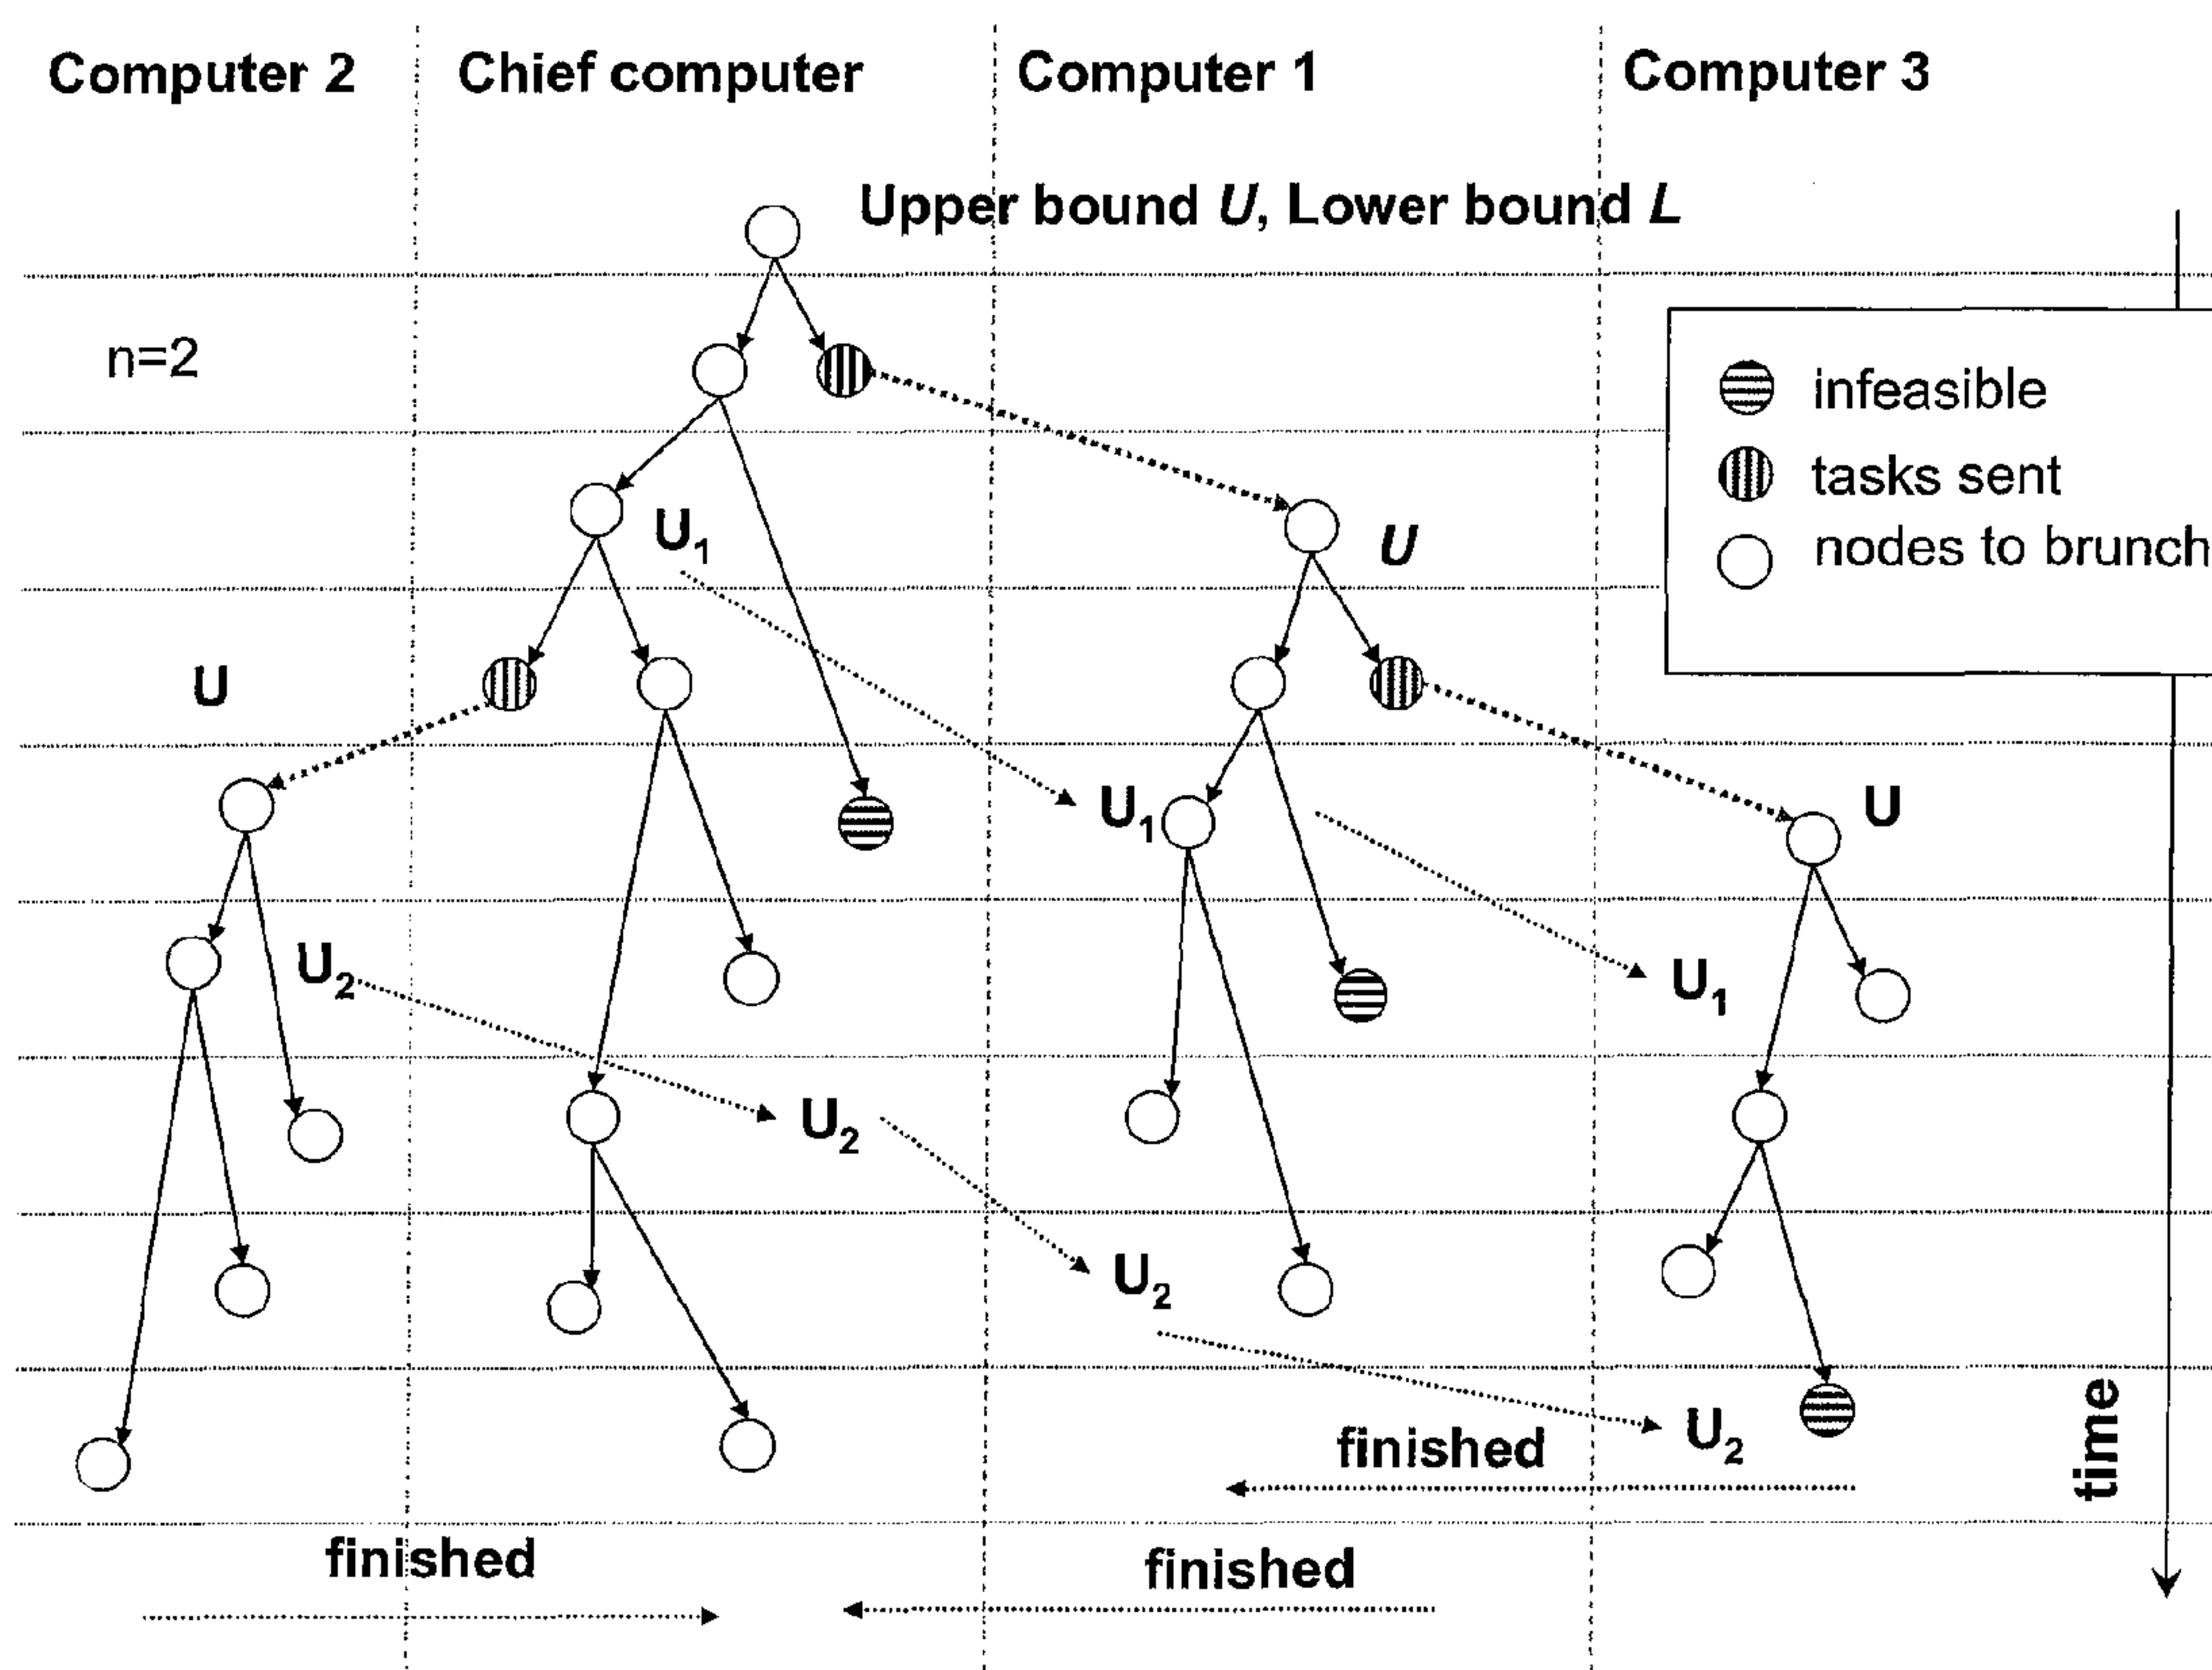 Computer 2
Chief computer
Computer 1
Computer 3
Upper bound U, Lower bound L
n=2
infeasible
tasks sent
nodes to brunch
U1
U
U
U1
U
U2
U1
U2
U2
U2
time
finished
finished
finished